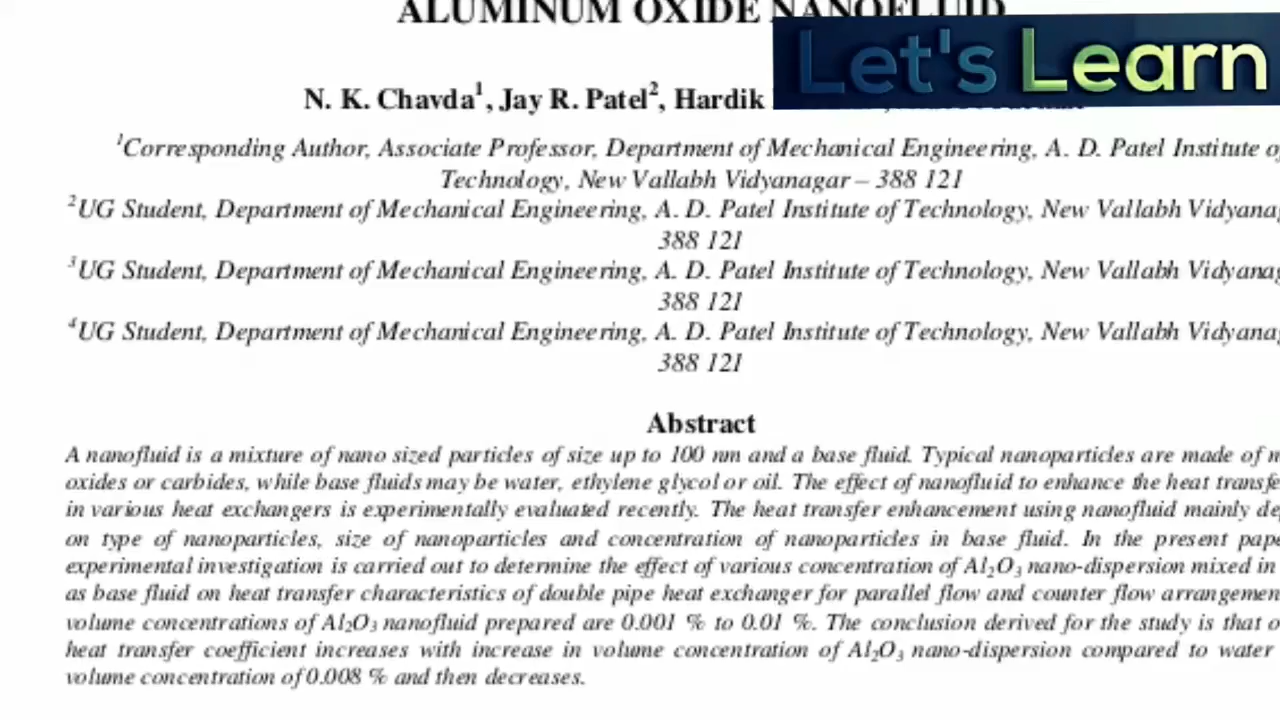 ALUMINUM OXIDE NANOFLUID
Let's Learn
N. K. Chavda¹, Jay R. Patel², Hardik
¹Corresponding Author, Associate Professor, Department of Mechanical Engineering, A. D. Patel Institute o
Technology, New Vallabh Vidyanagar – 388 121
²UG Student, Department of Mechanical Engineering, A. D. Patel Institute of Technology, New Vallabh Vidyana
388 121
³UG Student, Department of Mechanical Engineering, A. D. Patel Institute of Technology, New Vallabh Vidyana
388 121
⁴UG Student, Department of Mechanical Engineering, A. D. Patel Institute of Technology, New Vallabh Vidyana
388 121
Abstract
A nanofluid is a mixture of nano sized particles of size up to 100 nm and a base fluid. Typical nanoparticles are made of
oxides or carbides, while base fluids may be water, ethylene glycol or oil. The effect of nanofluid to enhance the heat transfe
in various heat exchangers is experimentally evaluated recently. The heat transfer enhancement using nanofluid mainly de
on type of nanoparticles, size of nanoparticles and concentration of nanoparticles in base fluid. In the present pap
experimental investigation is carried out to determine the effect of various concentration of Al₂O₃ nano-dispersion mixed in
as base fluid on heat transfer characteristics of double pipe heat exchanger for parallel flow and counter flow arrangemen
volume concentrations of Al₂O₃ nanofluid prepared are 0.001 % to 0.01 %. The conclusion derived for the study is that o
heat transfer coefficient increases with increase in volume concentration of Al₂O₃ nano-dispersion compared to water
volume concentration of 0.008 % and then decreases.